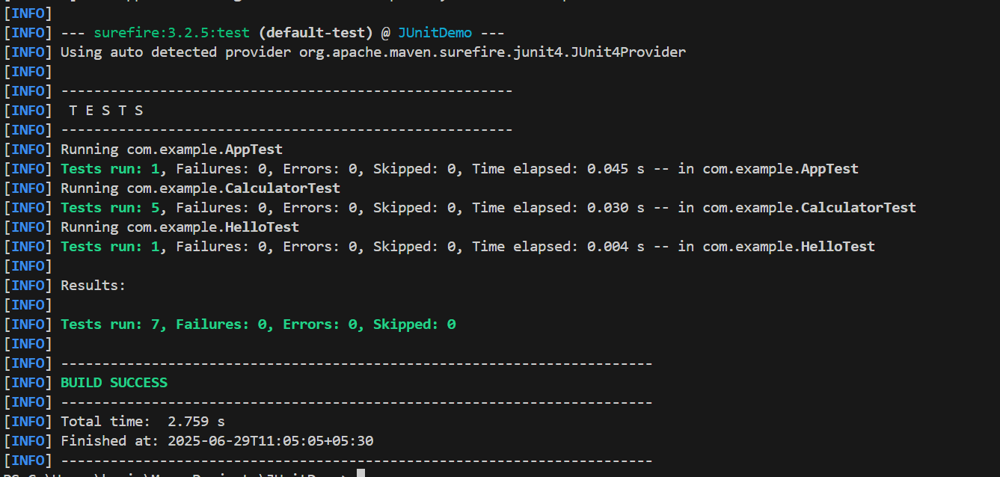 [INFO]
[INFO] --- surefire:3.2.5:test (default-test) @ JUnitDemo ---
[INFO] Using auto detected provider org.apache.maven.surefire.junit4.JUnit4Provider
[INFO]
[INFO] -------------------------------------------------------
[INFO]  T E S T S
[INFO] -------------------------------------------------------
[INFO] Running com.example.AppTest
[INFO] Tests run: 1, Failures: 0, Errors: 0, Skipped: 0, Time elapsed: 0.045 s -- in com.example.AppTest
[INFO] Running com.example.CalculatorTest
[INFO] Tests run: 5, Failures: 0, Errors: 0, Skipped: 0, Time elapsed: 0.030 s -- in com.example.CalculatorTest
[INFO] Running com.example.HelloTest
[INFO] Tests run: 1, Failures: 0, Errors: 0, Skipped: 0, Time elapsed: 0.004 s -- in com.example.HelloTest
[INFO]
[INFO] Results:
[INFO]
[INFO] Tests run: 7, Failures: 0, Errors: 0, Skipped: 0
[INFO]
[INFO] ------------------------------------------------------------------------
[INFO] BUILD SUCCESS
[INFO] ------------------------------------------------------------------------
[INFO] Total time:  2.759 s
[INFO] Finished at: 2025-06-29T11:05:05+05:30
[INFO] ------------------------------------------------------------------------